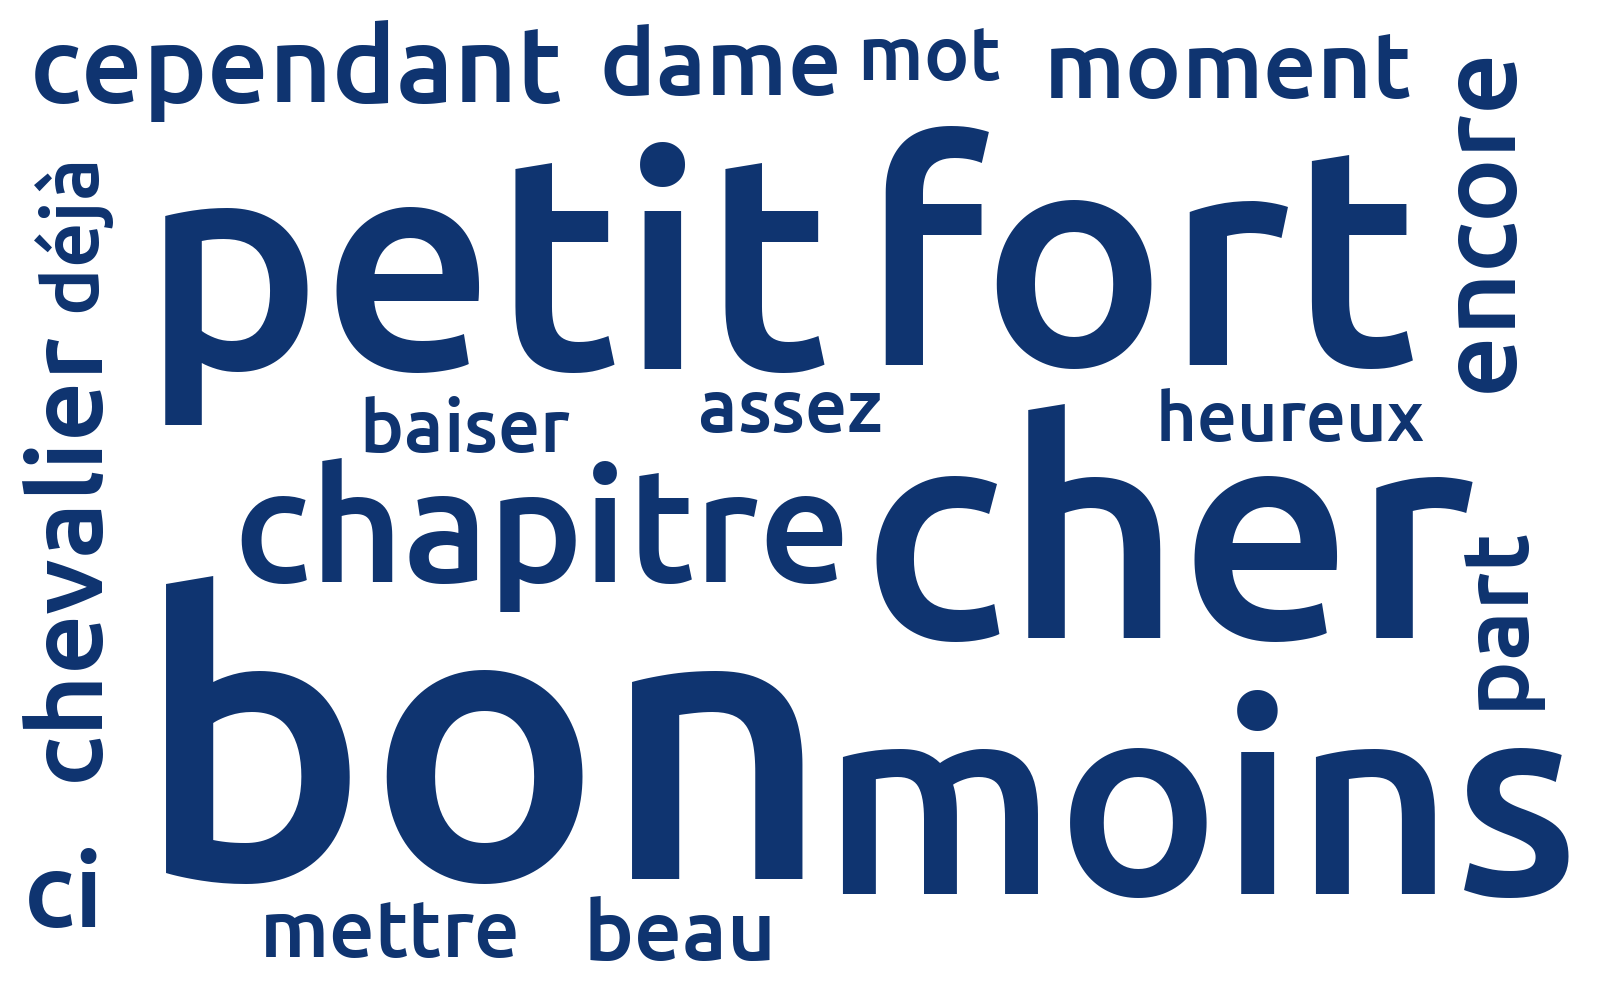 cependant dame mot moment
encore
déjà
petit fort
chevalier
baiser assez heureux
chapitre cher
part
bon moins
ci
mettre beau